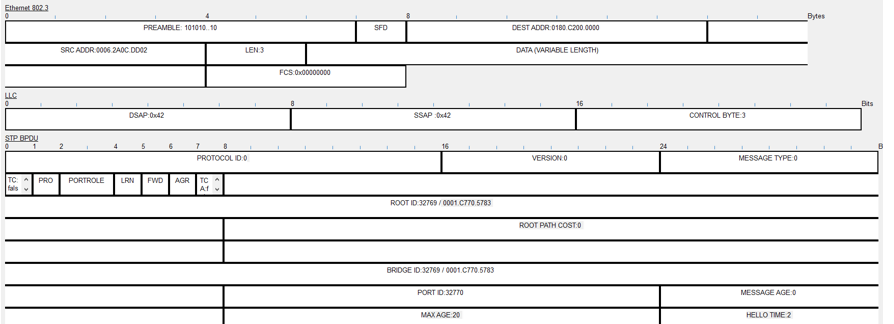 Ethernet 802.3
0 4 8 Bytes
PREAMBLE: 101010..10 SFD DEST ADDR:0180.C200.0000
SRC ADDR:0006.2A0C.DD02 LEN:3 DATA (VARIABLE LENGTH)
FCS:0x00000000
LLC
0 8 16 Bits
DSAP:0x42 SSAP :0x42 CONTROL BYTE:3
STP BPDU
0 1 2 4 5 6 7 8 16 24 B
PROTOCOL ID:0 VERSION:0 MESSAGE TYPE:0
TC: fals PRO PORTROLE LRN FWD AGR TC A:f
ROOT ID:32769 / 0001.C770.5783
ROOT PATH COST:0
BRIDGE ID:32769 / 0001.C770.5783
PORT ID:32770 MESSAGE AGE:0
MAX AGE:20 HELLO TIME:2